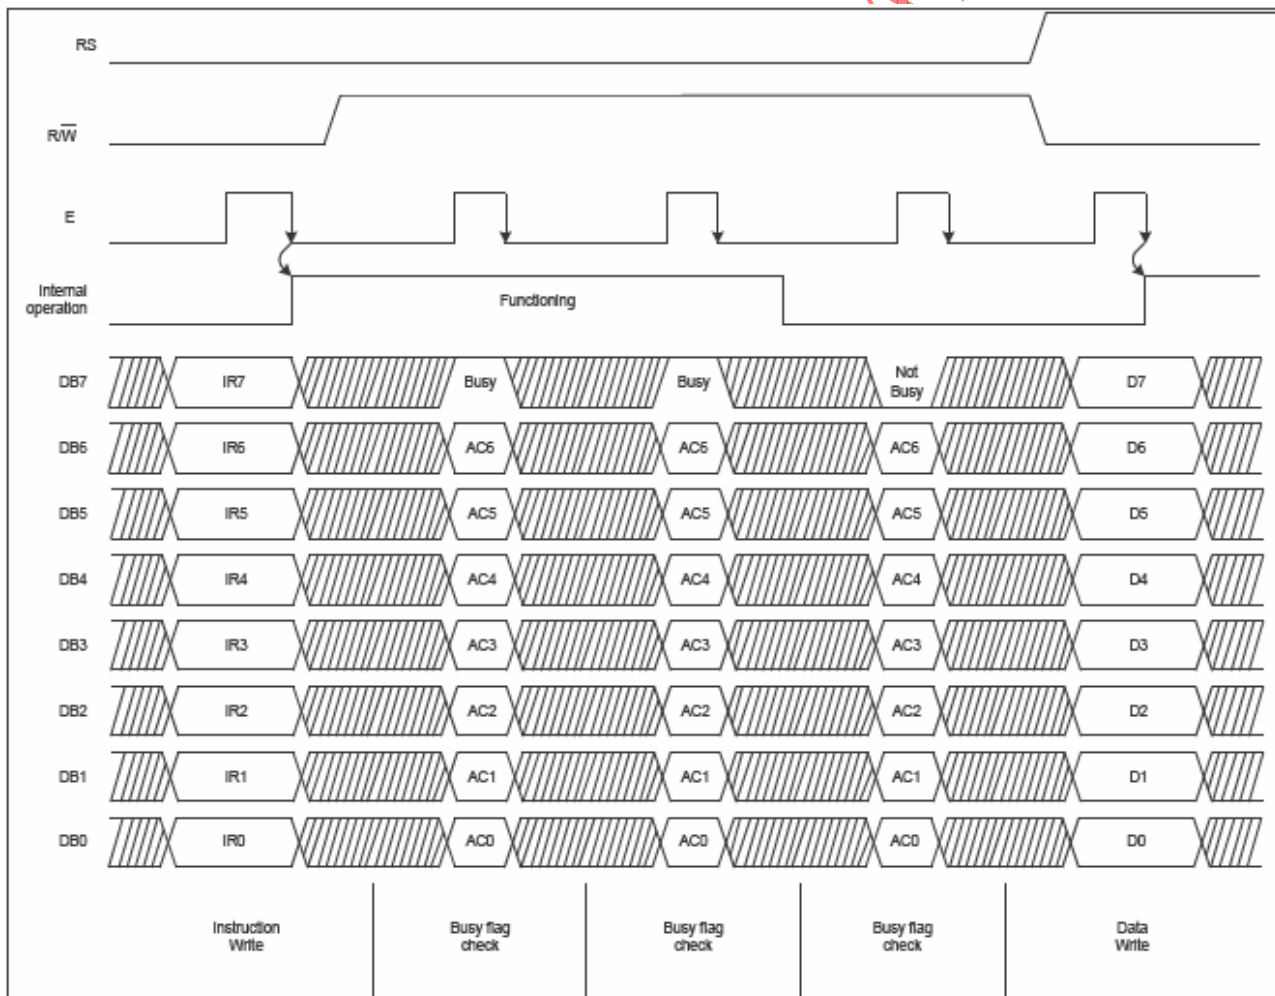 RS
R/W̅
E
Internal
operation
Functioning
DB7 IR7 Busy Busy Not Busy D7
DB6 IR6 AC6 AC6 AC6 D6
DB5 IR5 AC5 AC5 AC5 D5
DB4 IR4 AC4 AC4 AC4 D4
DB3 IR3 AC3 AC3 AC3 D3
DB2 IR2 AC2 AC2 AC2 D2
DB1 IR1 AC1 AC1 AC1 D1
DB0 IR0 AC0 AC0 AC0 D0
Instruction Busy flag Busy flag Busy flag Data
Write check check check Write